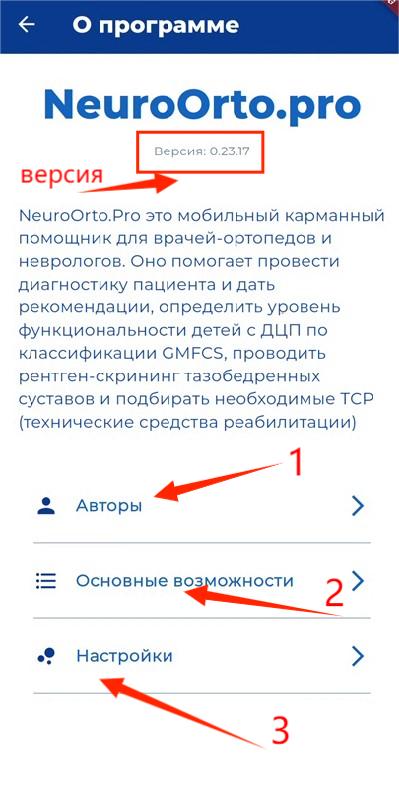 О программе
NeuroOrto.pro
Версия: 0.23.17
версия
NeuroOrto.Pro это мобильный карманный
помощник для врачей-ортопедов и
неврологов. Оно помогает провести
диагностику пациента и дать
рекомендации, определить уровень
функциональности детей с ДЦП по
классификации GMFCS, проводить
рентген-скрининг тазобедренных
суставов и подбирать необходимые ТСР
(технические средства реабилитации)
1
Авторы
Основные возможности
2
Настройки
3